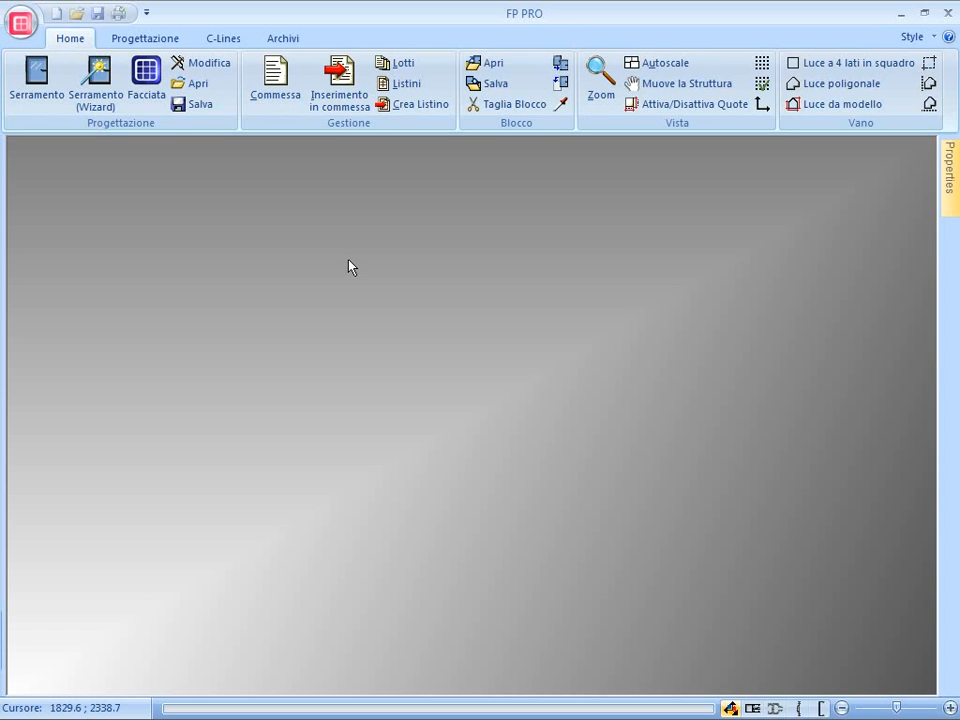 FP PRO
Home Progettazione C-Lines Archivi Style
Serramento
Serramento (Wizard)
Facciata
Modifica
Apri
Salva
Progettazione
Commessa
Inserimento in commessa
Lotti
Listini
Crea Listino
Gestione
Apri
Salva
Taglia Blocco
Blocco
Zoom
Autoscale
Muove la Struttura
Attiva/Disattiva Quote
Vista
Luce a 4 lati in squadro
Luce poligonale
Luce da modello
Vano
Properties
Cursore: 1829.6 ; 2338.7